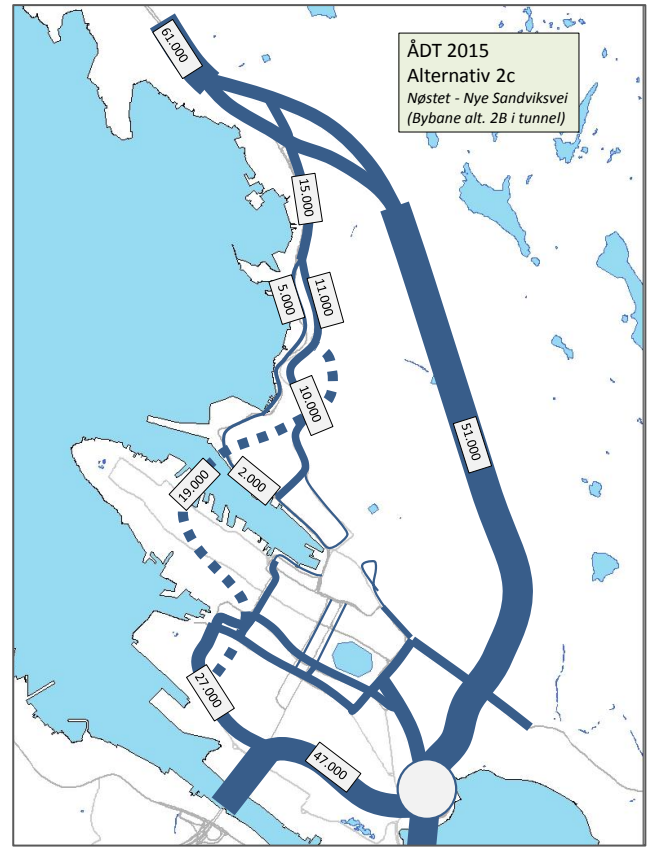 61.000
ÅDT 2015
Alternativ 2c
Nøstet - Nye Sandviksvei
(Bybane alt. 2B i tunnel)
15.000
5.000
11.000
10.000
51.000
2.000
19.000
27.000
47.000